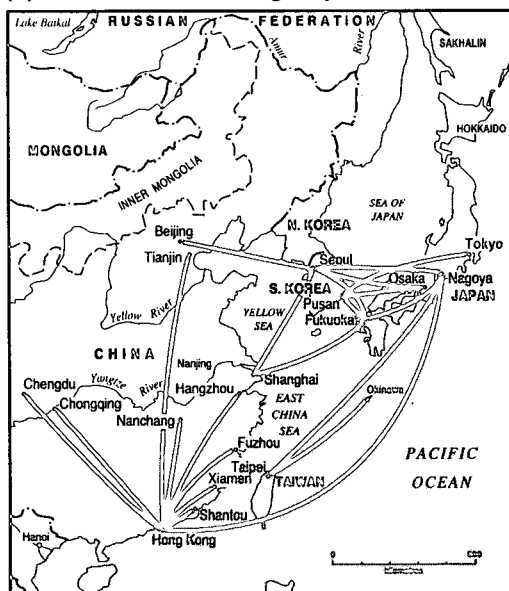 Lake Baikal
RUSSIAN FEDERATION
Amur
River
SAKHALIN
HOKKAIDO
MONGOLIA
INNER MONGOLIA
SEA OF
JAPAN
N. KOREA
Beijing
Tianjin
Seoul
Tokyo
Osaka
Nagoya
JAPAN
S. KOREA
Pusan
Fukuoka
Yellow River
YELLOW
SEA
CHINA
Nanjing
Shanghai
Hangzhou
Chengdu
Yangtze
River
Chongqing
Nanchang
EAST
CHINA
SEA
Okinawa
Fuzhou
Taipei
TAIWAN
Xiamen
Shantou
PACIFIC
OCEAN
Hanoi
Hong Kong
0